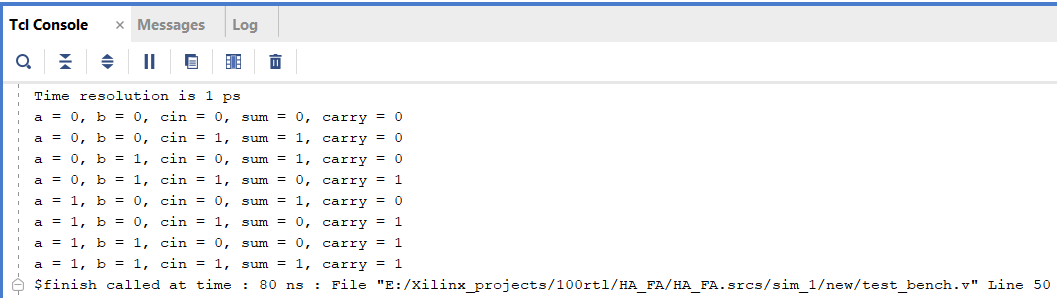 Tcl Console × Messages Log
Time resolution is 1 ps
a = 0, b = 0, cin = 0, sum = 0, carry = 0
a = 0, b = 0, cin = 1, sum = 1, carry = 0
a = 0, b = 1, cin = 0, sum = 1, carry = 0
a = 0, b = 1, cin = 1, sum = 0, carry = 1
a = 1, b = 0, cin = 0, sum = 1, carry = 0
a = 1, b = 0, cin = 1, sum = 0, carry = 1
a = 1, b = 1, cin = 0, sum = 0, carry = 1
a = 1, b = 1, cin = 1, sum = 1, carry = 1
$finish called at time : 80 ns : File "E:/Xilinx_projects/100rtl/HA_FA/HA_FA.srcs/sim_1/new/test_bench.v" Line 50